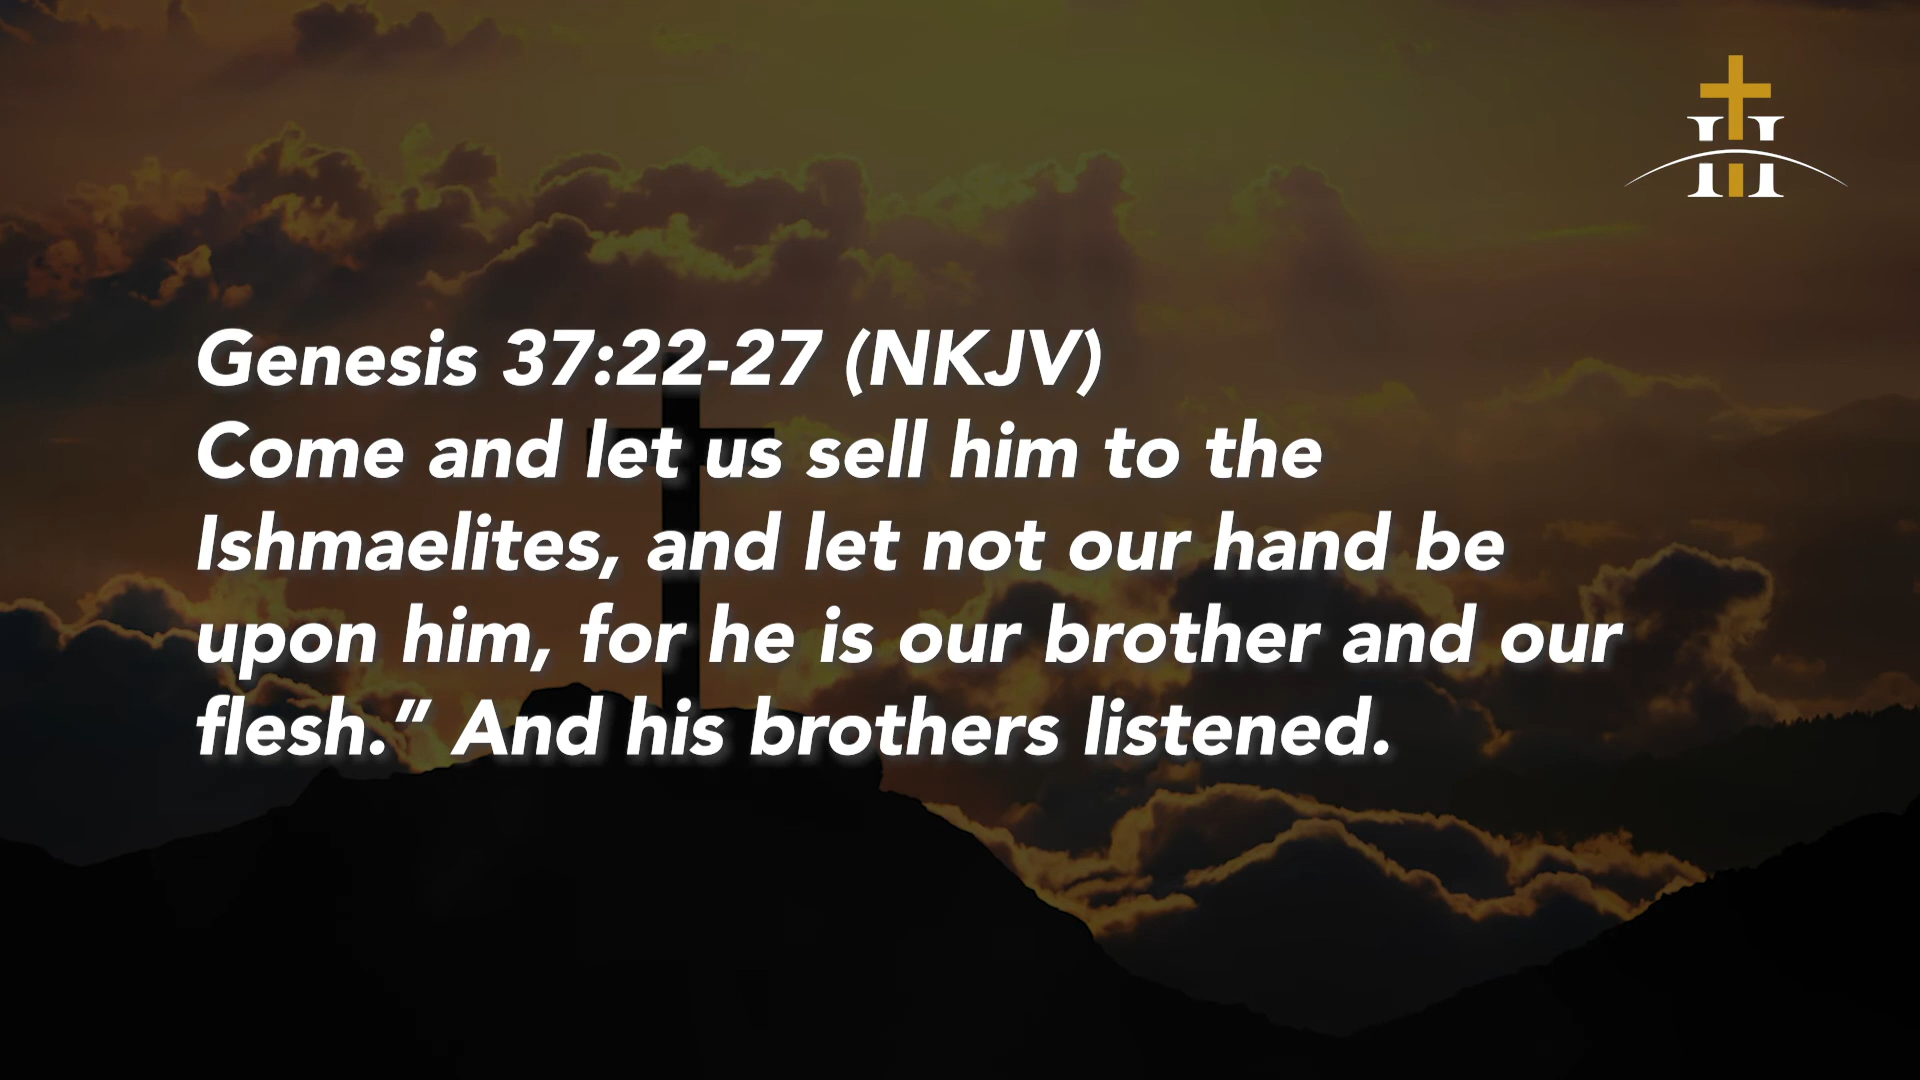 Genesis 37:22-27 (NKJV)
Come and let us sell him to the
Ishmaelites, and let not our hand be
upon him, for he is our brother and our
flesh.” And his brothers listened.